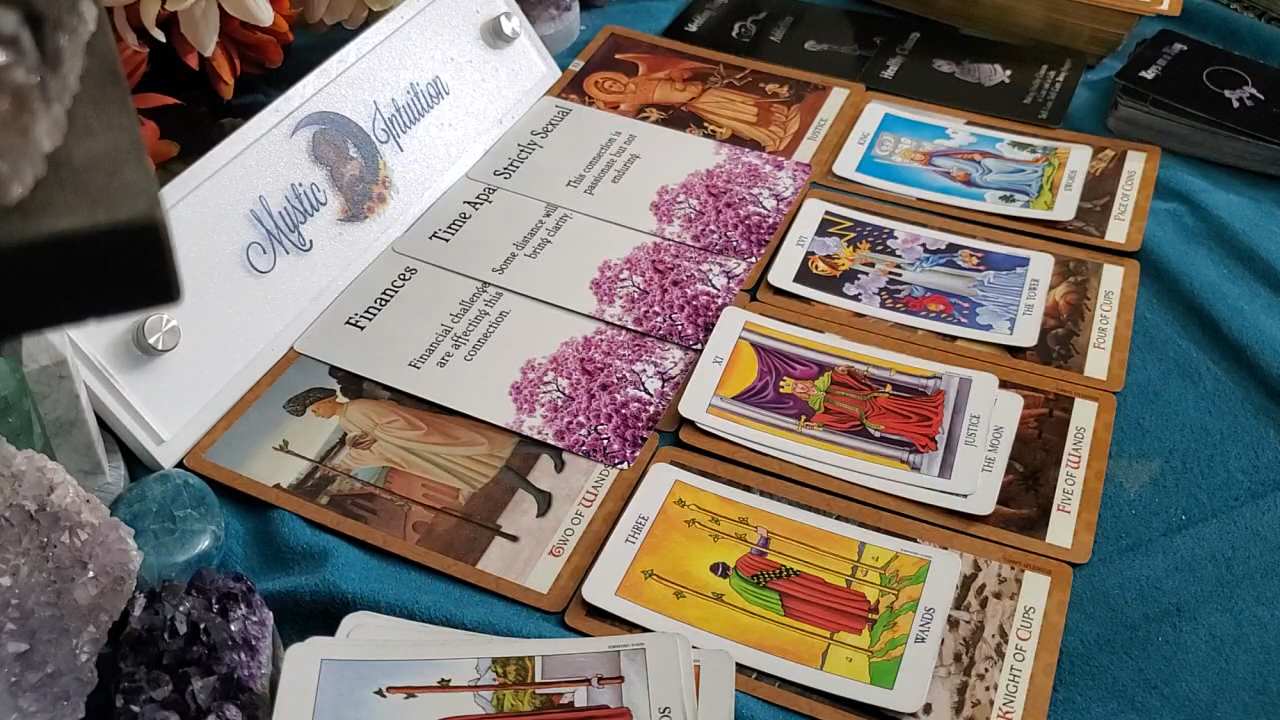 Mystic Intuition
JUSTICE
Strictly Sexual
This connection is
passionate but not
enduring.
Time Apa
Some distance will
bring clarity.
Finances
Financial challenge
are affecting this
connection.
TWO OF WANDS
KING
SWORDS
PAGE OF COINS
XVI
THE TOWER
FOUR OF CUPS
XI
JUSTICE
THE MOON
FIVE OF WANDS
THREE
WANDS
KNIGHT OF CUPS